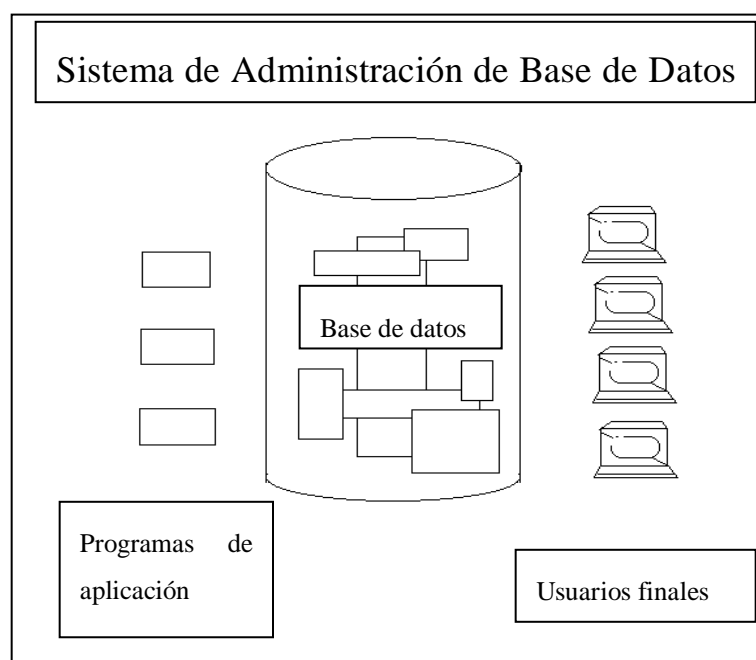 Sistema de Administración de Base de Datos
Base de datos
Programas de
aplicación
Usuarios finales